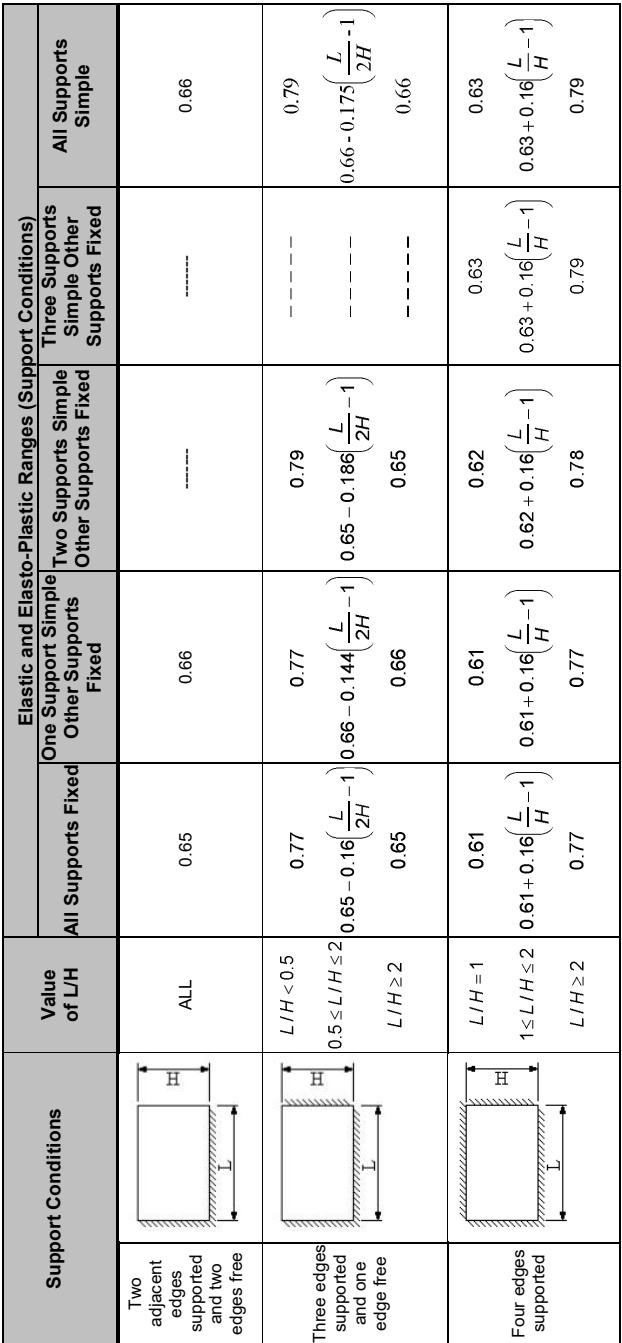 Support Conditions
Value
of L/H
Elastic and Elasto-Plastic Ranges (Support Conditions)
All Supports Fixed
One Support Simple
Other Supports
Fixed
Two Supports Simple
Other Supports Fixed
Three Supports
Simple Other
Supports Fixed
All Supports
Simple
Two
adjacent
edges
supported
and two
edges free
H
L
ALL
0.65
0.66
------
------
0.66
Three edges
supported
and one
edge free
H
L
L / H < 0.5
0.77
0.77
0.79
– – – – –
0.79
0.5 ≤ L / H ≤ 2
0.65 − 0.16(L/2H − 1)
0.66 − 0.144(L/2H − 1)
0.65 − 0.186(L/2H − 1)
– – – – –
0.66 - 0.175(L/2H - 1)
L / H ≥ 2
0.65
0.66
0.65
– – – – –
0.66
Four edges
supported
H
L
L / H = 1
0.61
0.61
0.62
0.63
0.63
1 ≤ L / H ≤ 2
0.61 + 0.16(L/H − 1)
0.61 + 0.16(L/H − 1)
0.62 + 0.16(L/H − 1)
0.63 + 0.16(L/H − 1)
0.63 + 0.16(L/H − 1)
L / H ≥ 2
0.77
0.77
0.78
0.79
0.79